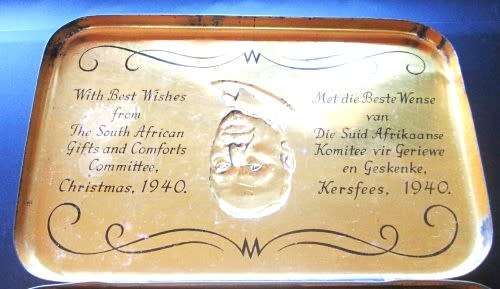 With Best Wishes
from
The South African
Gifts and Comforts
Committee,
Christmas, 1940.
Met die Beste Wense
van
Die Suid Afrikaanse
Komitee vir Geriewe
en Geskenke,
Kersfees, 1940.